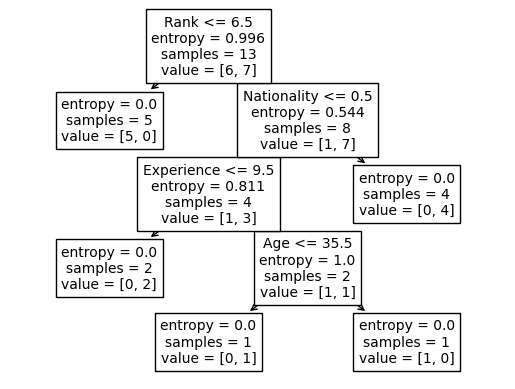 Rank <= 6.5
entropy = 0.996
samples = 13
value = [6, 7]
entropy = 0.0
samples = 5
value = [5, 0]
Nationality <= 0.5
entropy = 0.544
samples = 8
value = [1, 7]
Experience <= 9.5
entropy = 0.811
samples = 4
value = [1, 3]
entropy = 0.0
samples = 4
value = [0, 4]
entropy = 0.0
samples = 2
value = [0, 2]
Age <= 35.5
entropy = 1.0
samples = 2
value = [1, 1]
entropy = 0.0
samples = 1
value = [0, 1]
entropy = 0.0
samples = 1
value = [1, 0]